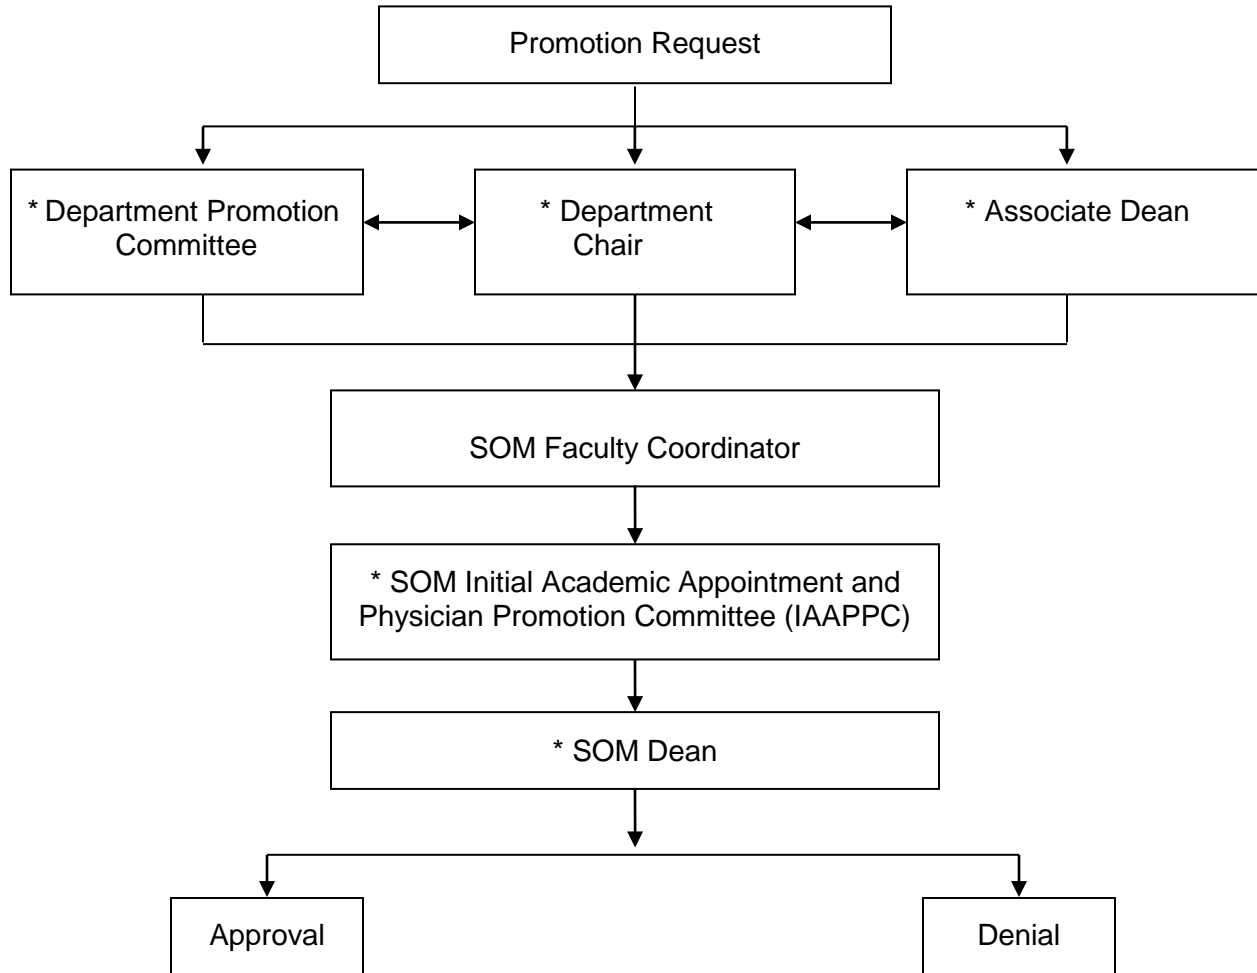 Promotion Request
* Department Promotion
Committee
* Department
Chair
* Associate Dean
SOM Faculty Coordinator
* SOM Initial Academic Appointment and
Physician Promotion Committee (IAAPPC)
* SOM Dean
Approval
Denial